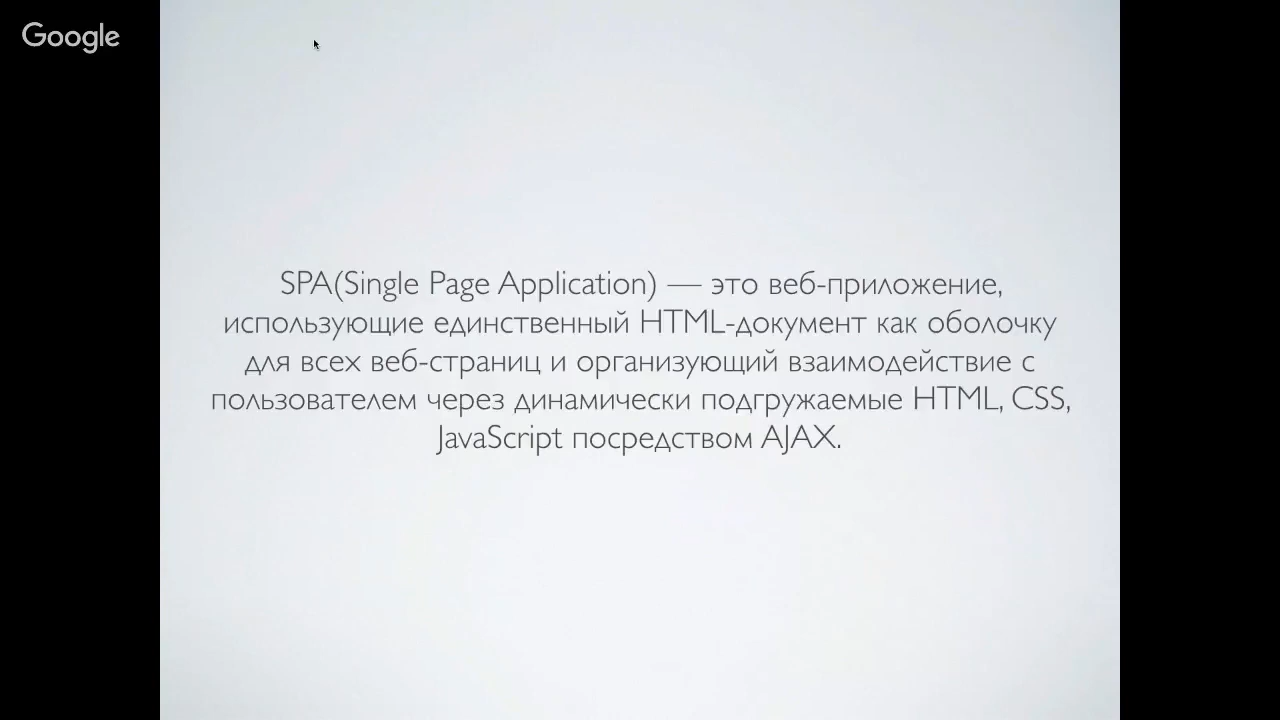 Google
SPA(Single Page Application) — это веб-приложение,
использующие единственный HTML-документ как оболочку
для всех веб-страниц и организующий взаимодействие с
пользователем через динамически подгружаемые HTML, CSS,
JavaScript посредством AJAX.